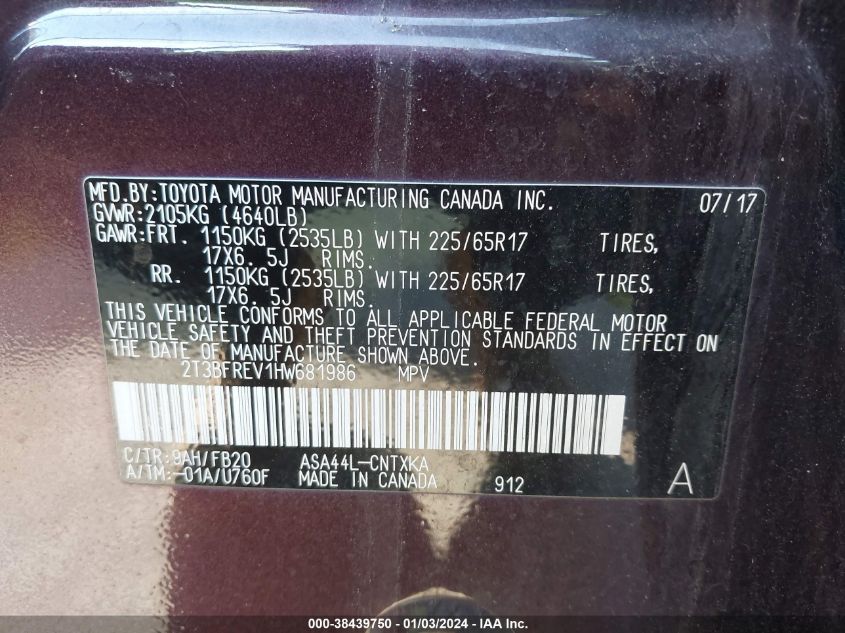 MFD.BY:TOYOTA MOTOR MANUFACTURING CANADA INC. 07/17
GVWR:2105KG (4640LB)
GAWR:FRT. 1150KG (2535LB) WITH 225/65R17 TIRES,
17X6. 5J RIMS.
RR. 1150KG (2535LB) WITH 225/65R17 TIRES,
17X6. 5J RIMS.
THIS VEHICLE CONFORMS TO ALL APPLICABLE FEDERAL MOTOR
VEHICLE SAFETY AND THEFT PREVENTION STANDARDS IN EFFECT ON
THE DATE OF MANUFACTURE SHOWN ABOVE.
2T3BFREV1HW681986 MPV
C/TR:9AH/FB20 ASA44L-CNTXKA
A/TM:-01A/U760F MADE IN CANADA 912 A
000-38439750 — 01/03/2024 — IAA Inc.